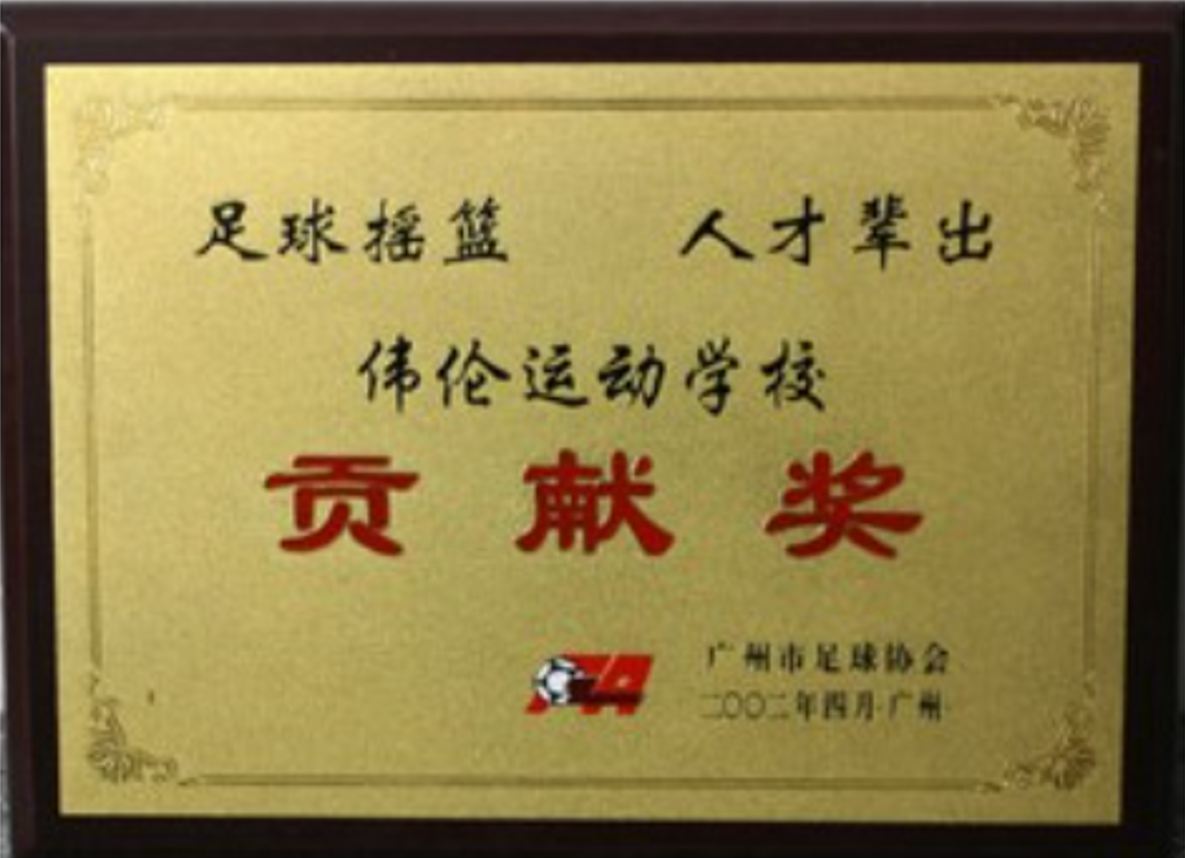 足球摇篮 人才辈出
伟伦运动学校
贡献奖
广州市足球协会
二〇〇二年四月·广州